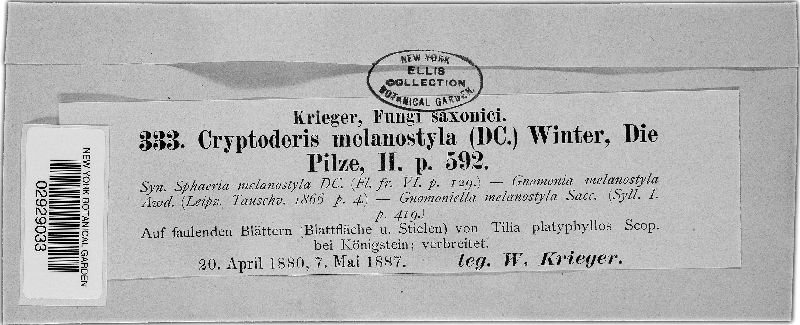 NEW YORK
ELLIS
COLLECTION
BOTANICAL GARDEN
Krieger, Fungi saxonici.
333. Cryptoderis melanostyla (DC.) Winter, Die
Pilze, II. p. 592.
Syn. Sphaeria melanostyla DC. (Fl. fr. VI. p. 129.) — Gnomonia melanostyla
Awd. (Leipz. Tauschv. 1866 p. 4) — Gnomoniella melanostyla Sacc. (Syll. I.
p. 419.)
Auf faulenden Blättern (Blattfläche u. Stielen) von Tilia platyphyllos Scop.
bei Königstein; verbreitet.
20. April 1880, 7. Mai 1887. leg. W. Krieger.
NEW YORK BOTANICAL GARDEN
02929033